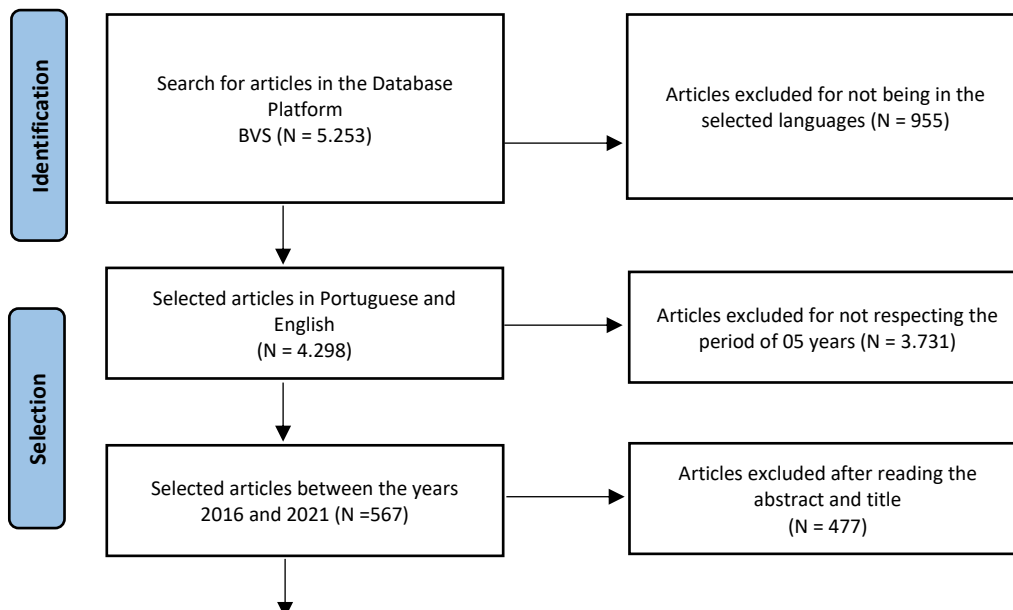 Identification
Search for articles in the Database
Platform
BVS (N = 5.253)
Articles excluded for not being in the
selected languages (N = 955)
Selection
Selected articles in Portuguese and
English
(N = 4.298)
Articles excluded for not respecting the
period of 05 years (N = 3.731)
Selected articles between the years
2016 and 2021 (N =567)
Articles excluded after reading the
abstract and title
(N = 477)